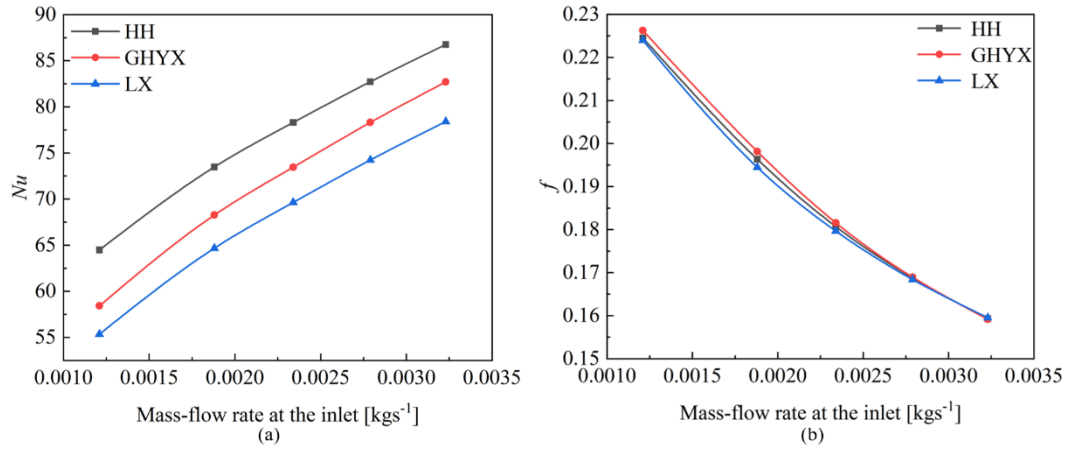 90
85
80
75
70
65
60
55
Nu
HH
GHYX
LX
0.0010 0.0015 0.0020 0.0025 0.0030 0.0035
Mass-flow rate at the inlet [kgs⁻¹]
(a)
0.23
0.22
0.21
0.20
0.19
0.18
0.17
0.16
0.15
f
HH
GHYX
LX
0.0010 0.0015 0.0020 0.0025 0.0030 0.0035
Mass-flow rate at the inlet [kgs⁻¹]
(b)